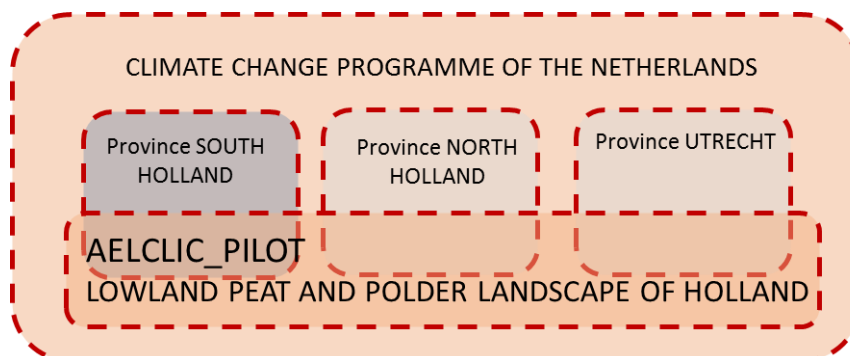 CLIMATE CHANGE PROGRAMME OF THE NETHERLANDS
Province SOUTH
HOLLAND
Province NORTH
HOLLAND
Province UTRECHT
AELCLIC_PILOT
LOWLAND PEAT AND POLDER LANDSCAPE OF HOLLAND